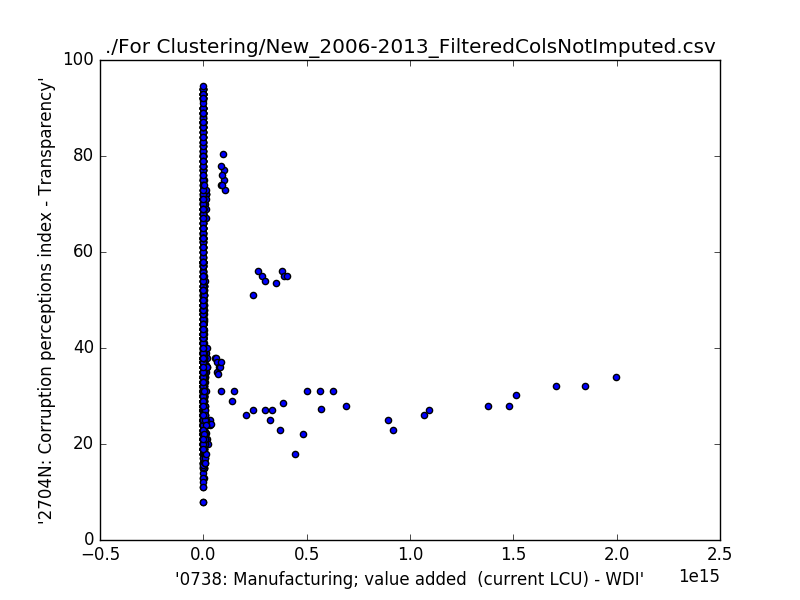 ./For Clustering/New_2006-2013_FilteredColsNotImputed.csv
100
80
60
40
20
0
'2704N: Corruption perceptions index - Transparency'
−0.5 0.0 0.5 1.0 1.5 2.0 2.5
1e15
'0738: Manufacturing; value added  (current LCU) - WDI'